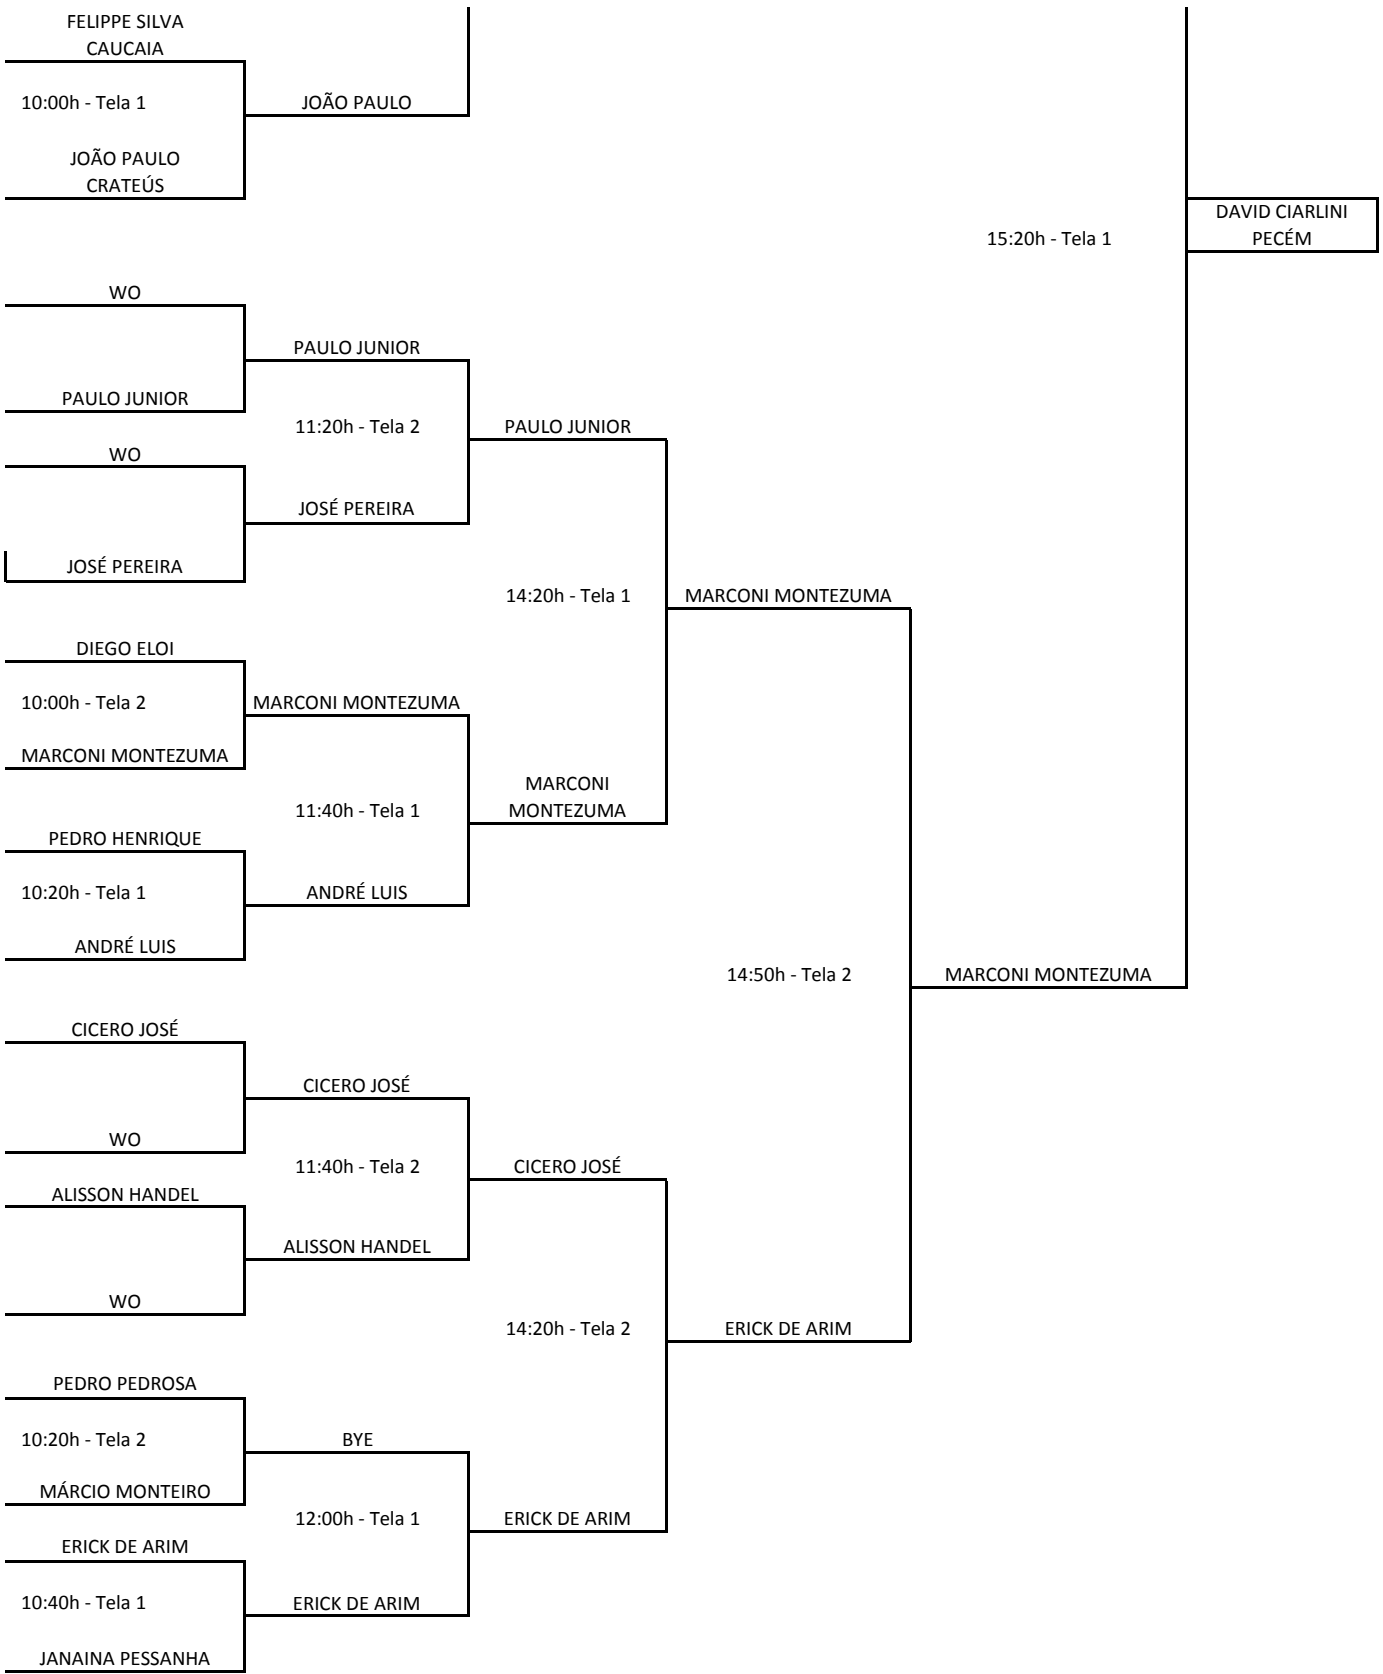 FELIPPE SILVA
CAUCAIA
10:00h - Tela 1
JOÃO PAULO
JOÃO PAULO
CRATEÚS
DAVID CIARLINI
PECÉM
15:20h - Tela 1
WO
PAULO JUNIOR
PAULO JUNIOR
11:20h - Tela 2
PAULO JUNIOR
WO
JOSÉ PEREIRA
JOSÉ PEREIRA
14:20h - Tela 1
MARCONI MONTEZUMA
DIEGO ELOI
10:00h - Tela 2
MARCONI MONTEZUMA
MARCONI MONTEZUMA
MARCONI
MONTEZUMA
11:40h - Tela 1
PEDRO HENRIQUE
10:20h - Tela 1
ANDRÉ LUIS
ANDRÉ LUIS
14:50h - Tela 2
MARCONI MONTEZUMA
CICERO JOSÉ
CICERO JOSÉ
WO
11:40h - Tela 2
CICERO JOSÉ
ALISSON HANDEL
ALISSON HANDEL
WO
14:20h - Tela 2
ERICK DE ARIM
PEDRO PEDROSA
10:20h - Tela 2
BYE
MÁRCIO MONTEIRO
12:00h - Tela 1
ERICK DE ARIM
ERICK DE ARIM
10:40h - Tela 1
ERICK DE ARIM
JANAINA PESSANHA